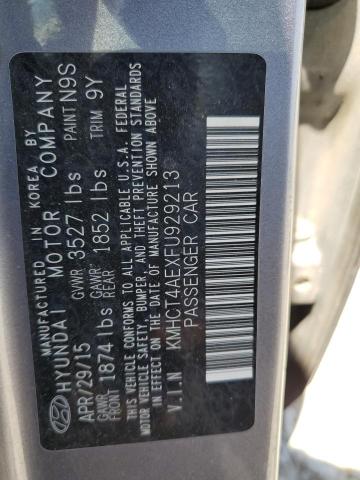 MANUFACTURED IN KOREA BY
HYUNDAI MOTOR COMPANY
APR/29/15 GVWR 3527 lbs PAINT N9S
GAWR FRONT 1874 lbs GAWR REAR 1852 lbs TRIM 9Y
THIS VEHICLE CONFORMS TO ALL APPLICABLE U.S.A. FEDERAL
MOTOR VEHICLE SAFETY, BUMPER, AND THEFT PREVENTION STANDARDS
IN EFFECT ON THE DATE OF MANUFACTURE SHOWN ABOVE
V.I.N KMHCT4AEXFU929213
PASSENGER CAR